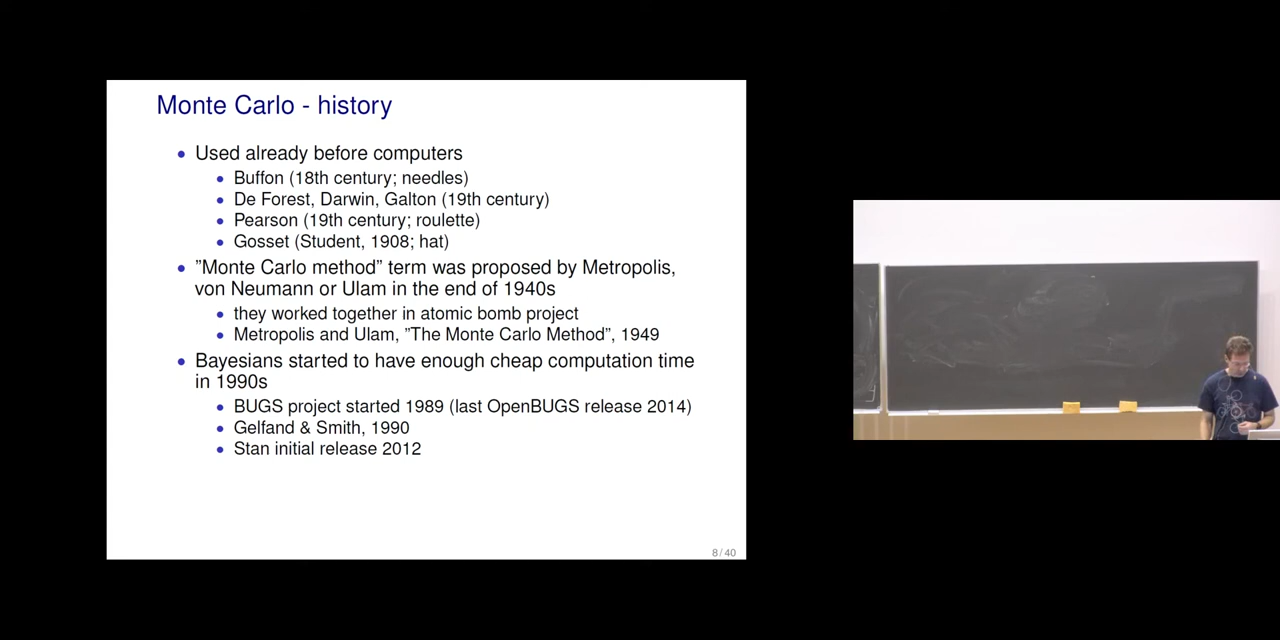 Monte Carlo - history
• Used already before computers
• Buffon (18th century; needles)
• De Forest, Darwin, Galton (19th century)
• Pearson (19th century; roulette)
• Gosset (Student, 1908; hat)
• ”Monte Carlo method” term was proposed by Metropolis,
von Neumann or Ulam in the end of 1940s
• they worked together in atomic bomb project
• Metropolis and Ulam, ”The Monte Carlo Method”, 1949
• Bayesians started to have enough cheap computation time
in 1990s
• BUGS project started 1989 (last OpenBUGS release 2014)
• Gelfand & Smith, 1990
• Stan initial release 2012
8 / 40